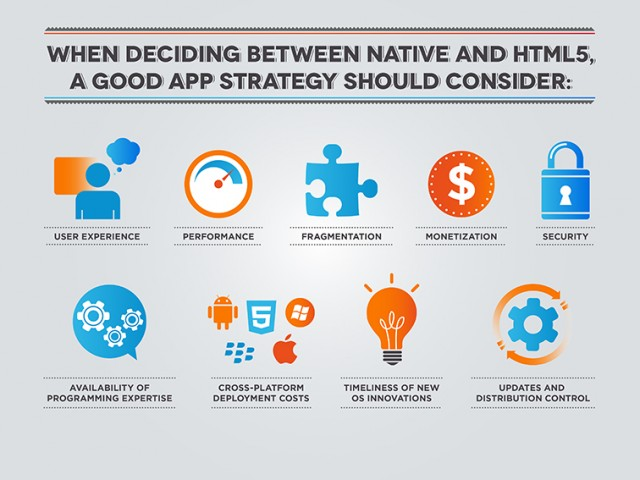 WHEN DECIDING BETWEEN NATIVE AND HTML5,
A GOOD APP STRATEGY SHOULD CONSIDER:
$
USER EXPERIENCE
PERFORMANCE
FRAGMENTATION
MONETIZATION
SECURITY
5
AVAILABILITY OF
PROGRAMMING EXPERTISE
CROSS-PLATFORM
DEPLOYMENT COSTS
TIMELINESS OF NEW
OS INNOVATIONS
UPDATES AND
DISTRIBUTION CONTROL